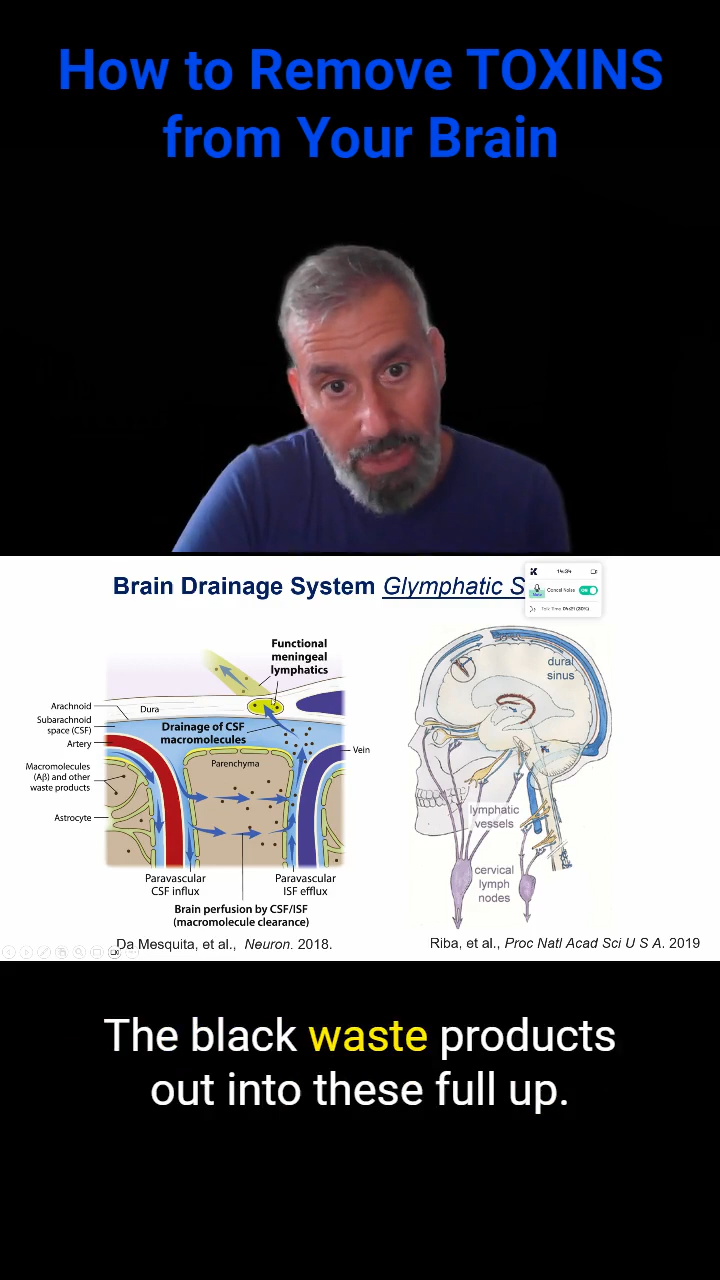 How to Remove TOXINS
from Your Brain
Brain Drainage System Glymphatic S
Cancel Noise
ON
Functional
meningeal
lymphatics
Arachnoid
Dura
Subarachnoid
space (CSF)
Drainage of CSF
macromolecules
Artery
Vein
Parenchyma
Macromolecules
(Aβ) and other
waste products
Astrocyte
Paravascular
CSF influx
Paravascular
ISF efflux
Brain perfusion by CSF/ISF
(macromolecule clearance)
Da Mesquita, et al., Neuron. 2018.
dural
sinus
lymphatic
vessels
cervical
lymph
nodes
Riba, et al., Proc Natl Acad Sci U S A. 2019
The black waste products
out into these full up.